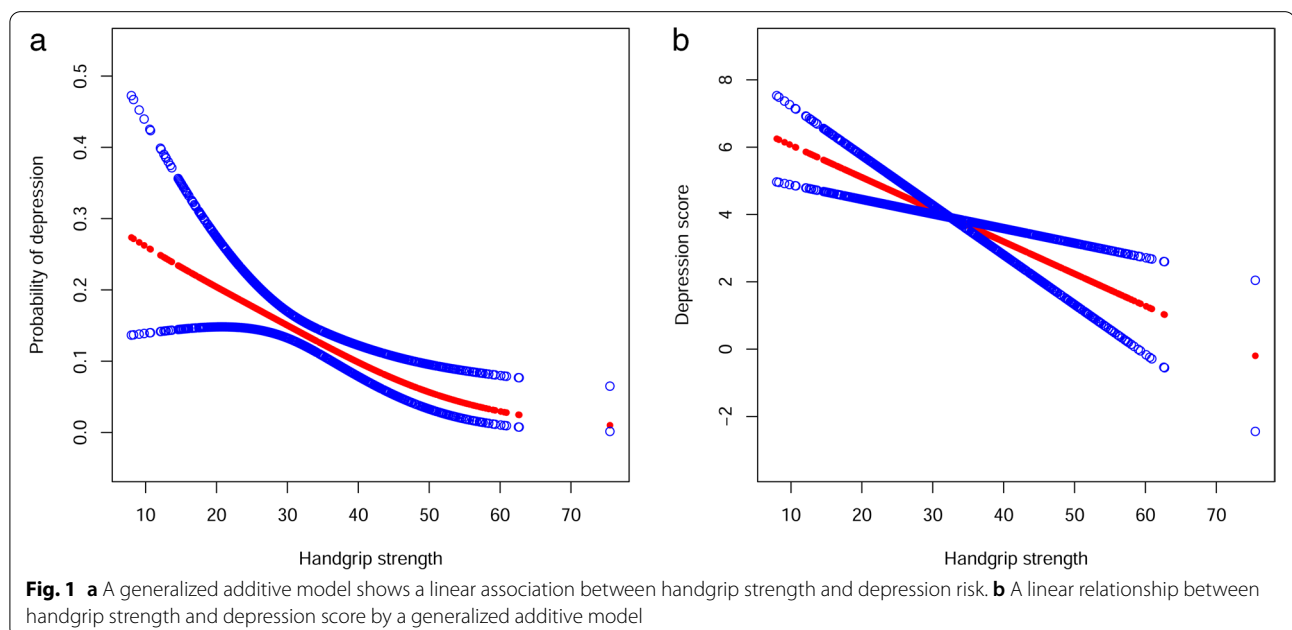 a
Probability of depression
0.5
0.4
0.3
0.2
0.1
0.0
10 20 30 40 50 60 70
Handgrip strength
b
Depression score
8
6
4
2
0
−2
10 20 30 40 50 60 70
Handgrip strength
Fig. 1 a A generalized additive model shows a linear association between handgrip strength and depression risk. b A linear relationship between
handgrip strength and depression score by a generalized additive model